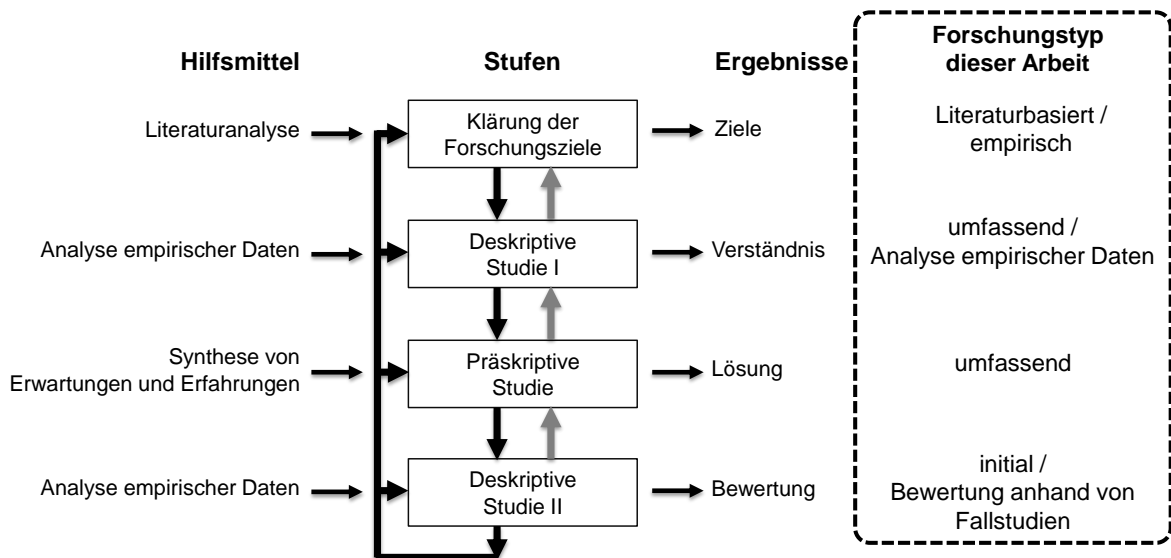 Hilfsmittel
Stufen
Ergebnisse
Forschungstyp
dieser Arbeit
Literaturanalyse
Klärung der
Forschungsziele
Ziele
Literaturbasiert /
empirisch
Analyse empirischer Daten
Deskriptive
Studie I
Verständnis
umfassend /
Analyse empirischer Daten
Synthese von
Erwartungen und Erfahrungen
Präskriptive
Studie
Lösung
umfassend
Analyse empirischer Daten
Deskriptive
Studie II
Bewertung
initial /
Bewertung anhand von
Fallstudien